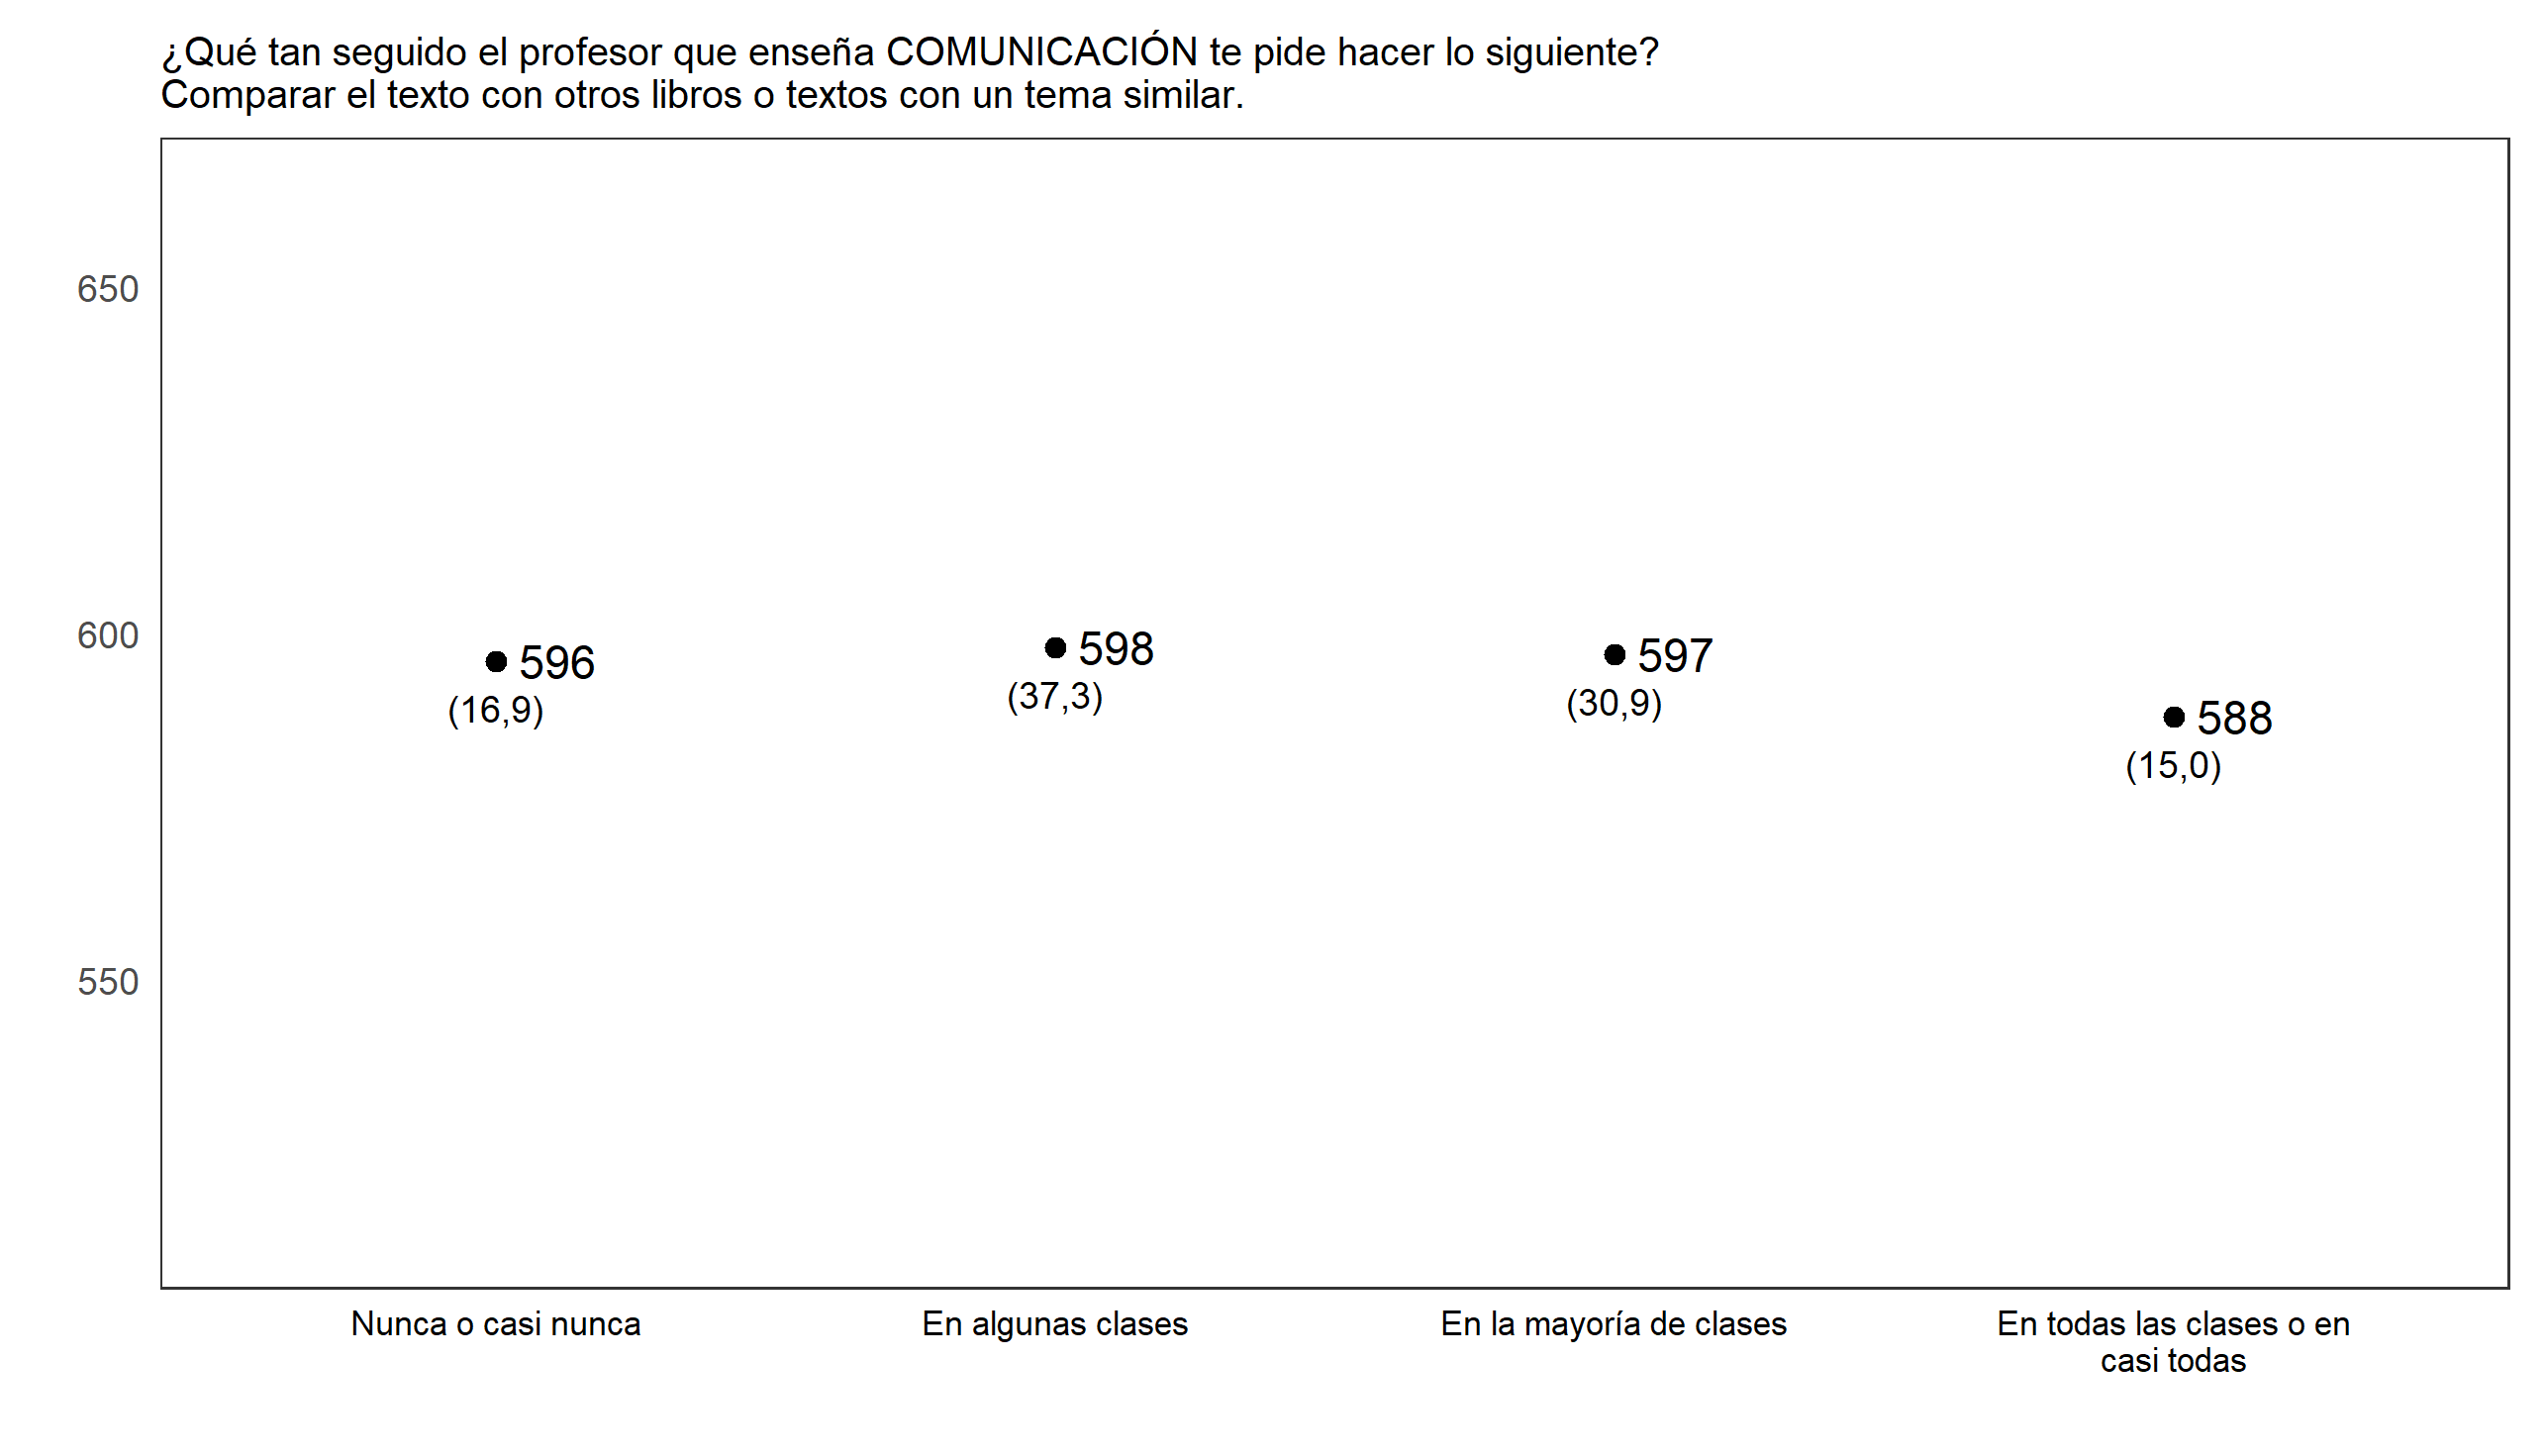 ¿Qué tan seguido el profesor que enseña COMUNICACIÓN te pide hacer lo siguiente?
Comparar el texto con otros libros o textos con un tema similar.
650
600
550
596
(16,9)
598
(37,3)
597
(30,9)
588
(15,0)
Nunca o casi nunca
En algunas clases
En la mayoría de clases
En todas las clases o en
casi todas